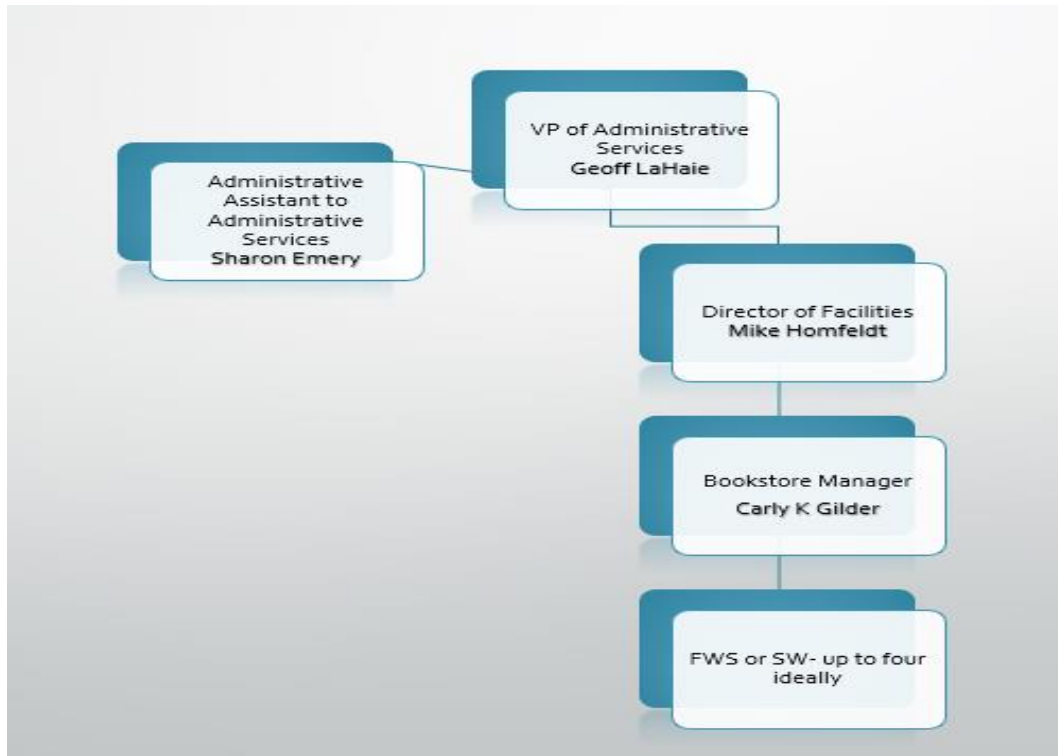 VP of Administrative
Services
Geoff LaHaie
Administrative
Assistant to
Administrative
Services
Sharon Emery
Director of Facilities
Mike Homfeldt
Bookstore Manager
Carly K Gilder
FWS or SW- up to four
ideally